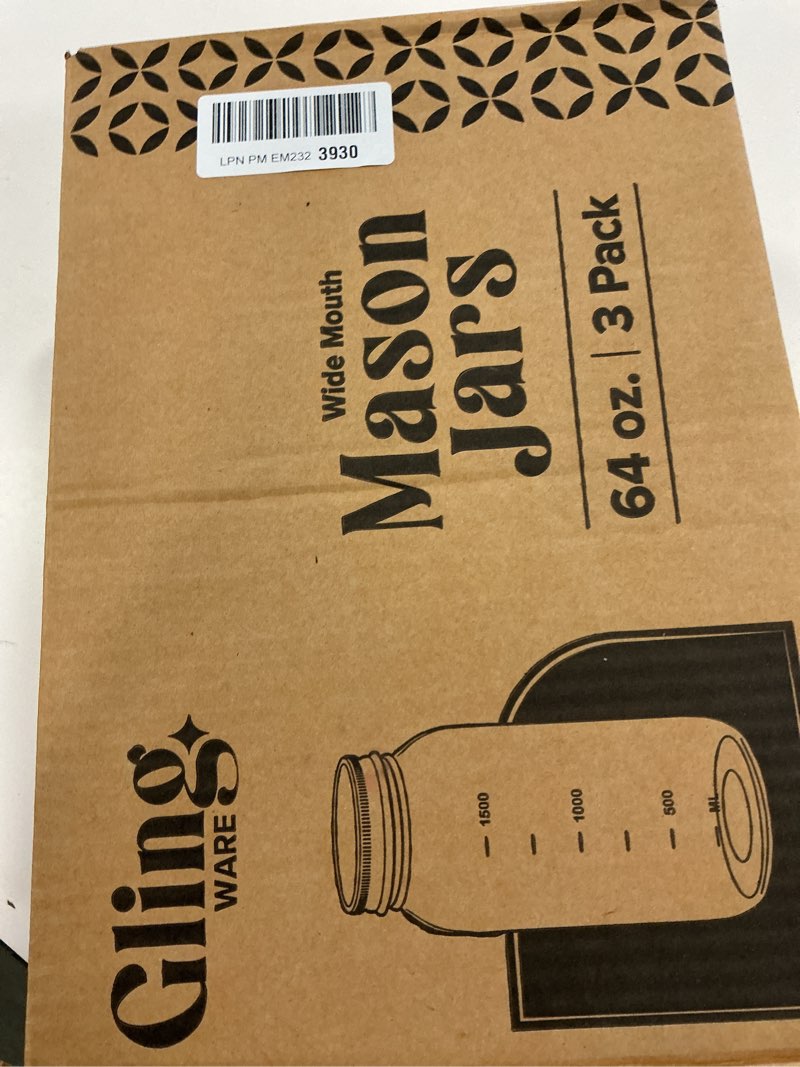 LPN PM EM232 3930
Gling
WARE
Wide Mouth
Mason
Jars
64 oz. | 3 Pack
1500
1000
500
ML